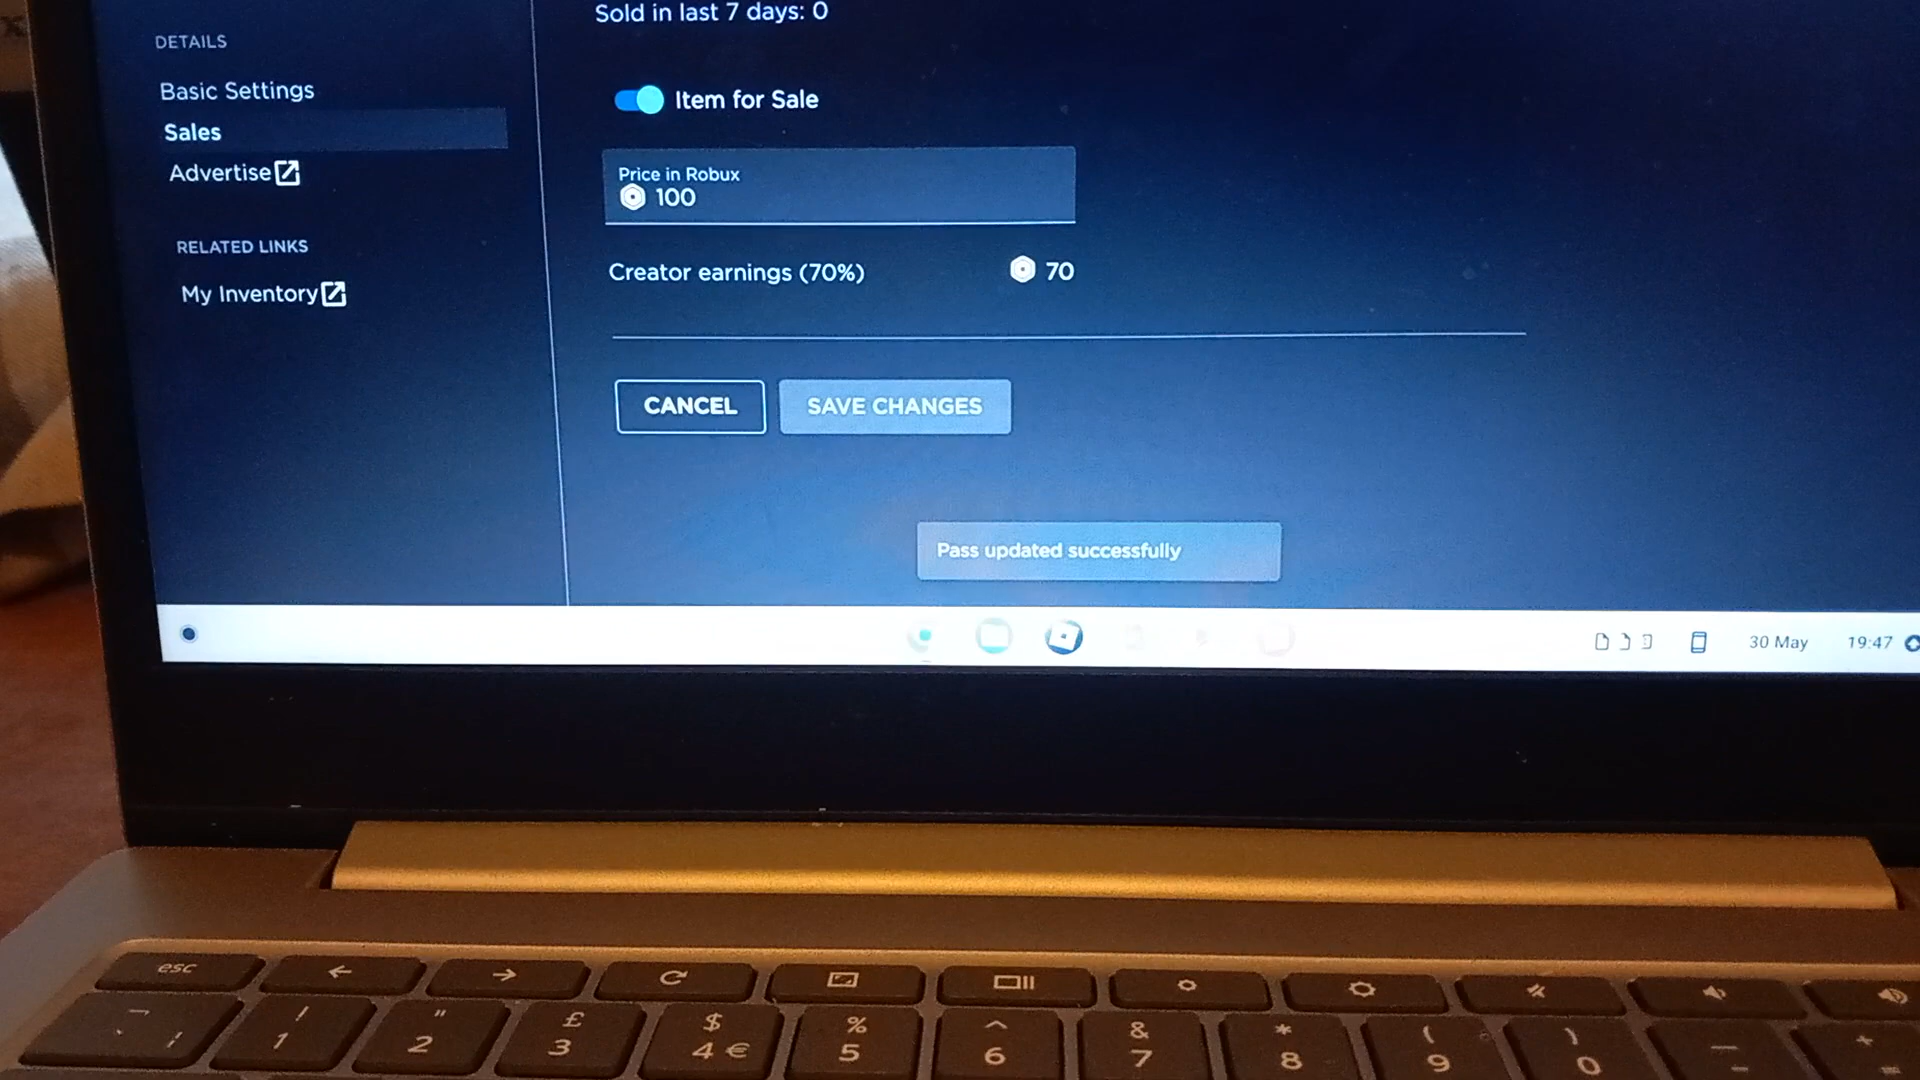 Sold in last 7 days: 0
DETAILS
Basic Settings
Sales
Advertise
RELATED LINKS
My Inventory
Item for Sale
Price in Robux
100
Creator earnings (70%)
70
CANCEL
SAVE CHANGES
Pass updated successfully
30 May
19:47
esc
! " £ $ % ^ & * ( )
1 2 3 4 € 5 6 7 8 9 0